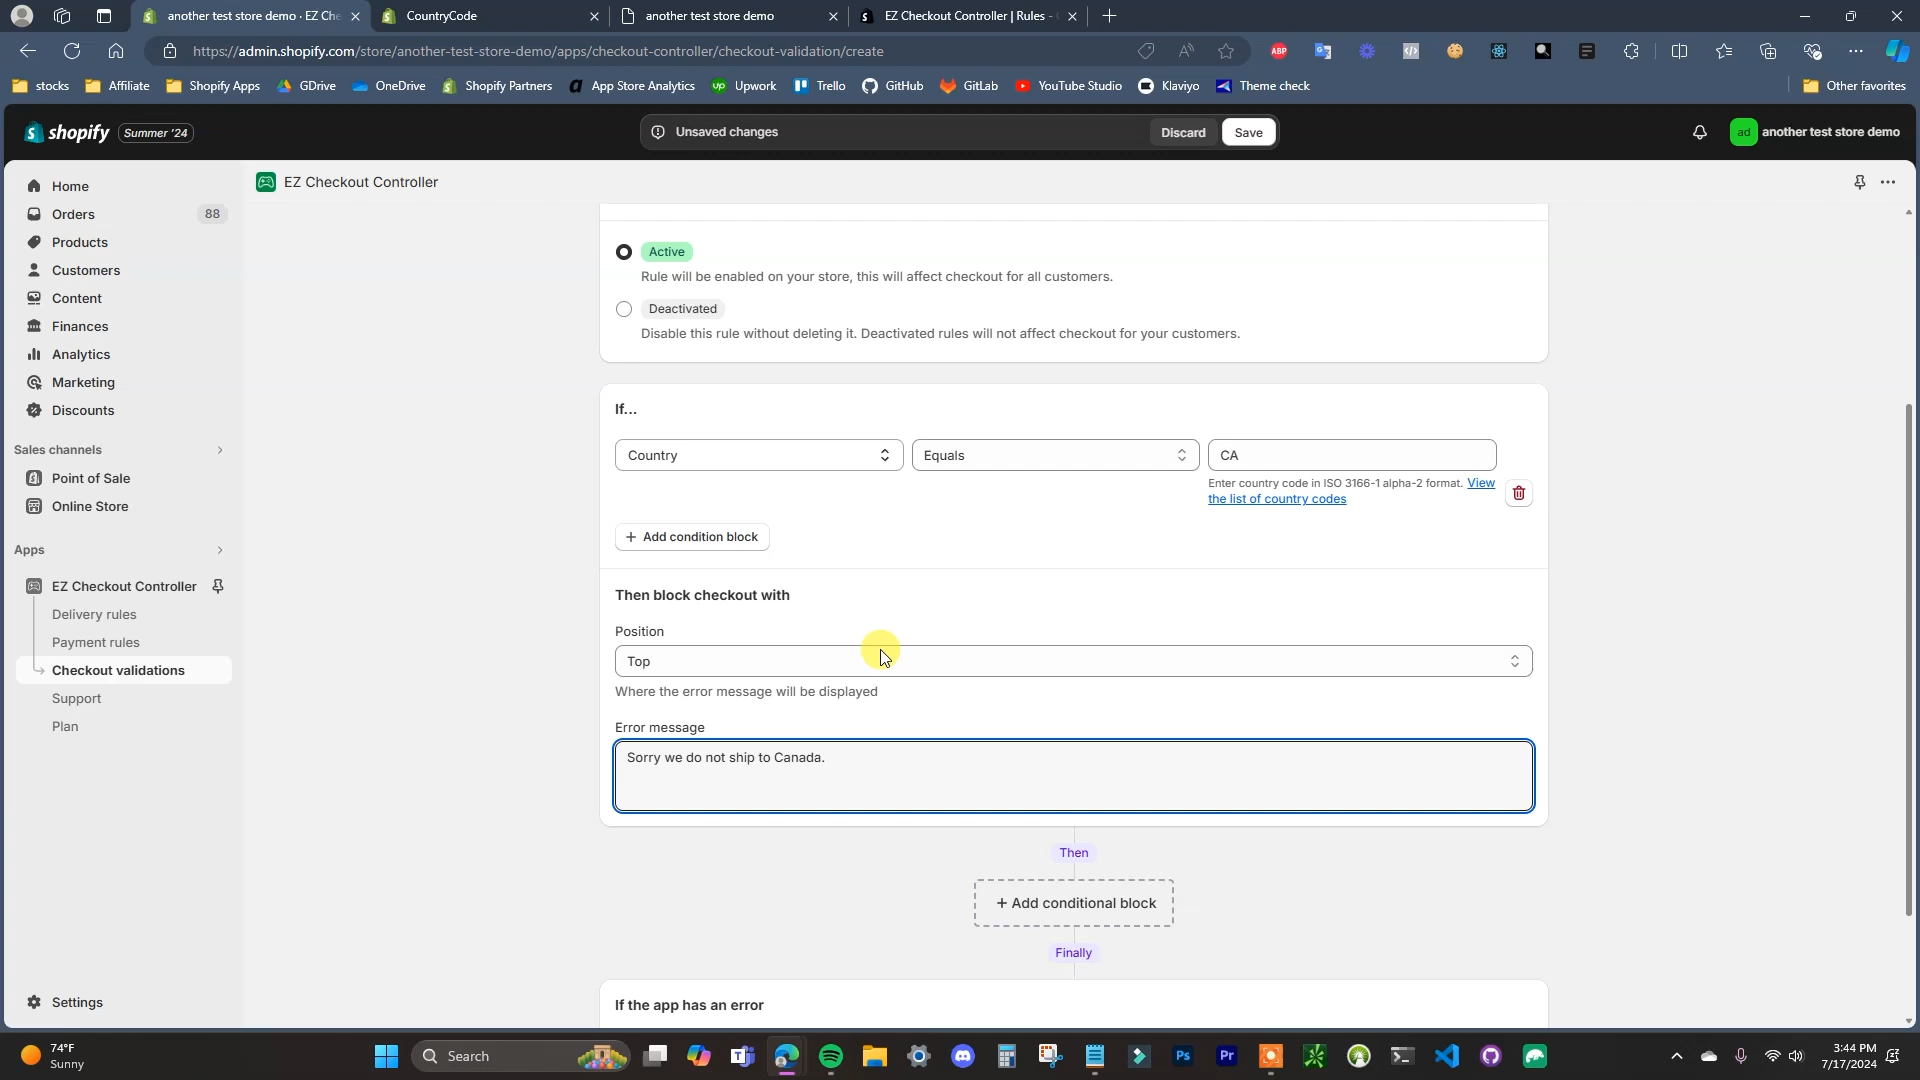 another test store demo · EZ Che
CountryCode
another test store demo
EZ Checkout Controller | Rules -
https://admin.shopify.com/store/another-test-store-demo/apps/checkout-controller/checkout-validation/create
ABP
stocks
Affiliate
Shopify Apps
GDrive
OneDrive
Shopify Partners
App Store Analytics
Upwork
Trello
GitHub
GitLab
YouTube Studio
Klaviyo
Theme check
Other favorites
shopify
Summer '24
Unsaved changes
Discard
Save
ad
another test store demo
Home
Orders
88
Products
Customers
Content
Finances
Analytics
Marketing
Discounts
Sales channels
Point of Sale
Online Store
Apps
EZ Checkout Controller
Delivery rules
Payment rules
Checkout validations
Support
Plan
Settings
EZ Checkout Controller
Active
Rule will be enabled on your store, this will affect checkout for all customers.
Deactivated
Disable this rule without deleting it. Deactivated rules will not affect checkout for your customers.
If...
Country
Equals
CA
Enter country code in ISO 3166-1 alpha-2 format. View
the list of country codes
+ Add condition block
Then block checkout with
Position
Top
Where the error message will be displayed
Error message
Sorry we do not ship to Canada.
Then
+ Add conditional block
Finally
If the app has an error
74°F
Sunny
Search
Ps
Pr
3:44 PM
7/17/2024